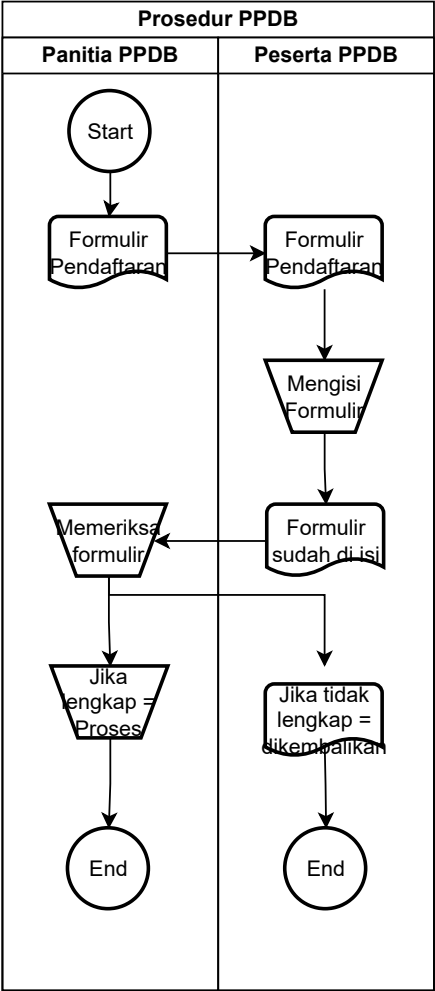 Prosedur PPDB
Panitia PPDB
Peserta PPDB
Start
Formulir
Pendaftaran
Formulir
Pendaftaran
Mengisi
Formulir
Memeriksa
formulir
Formulir
sudah di isi
Jika
lengkap =
Proses
Jika tidak
lengkap =
dikembalikan
End
End